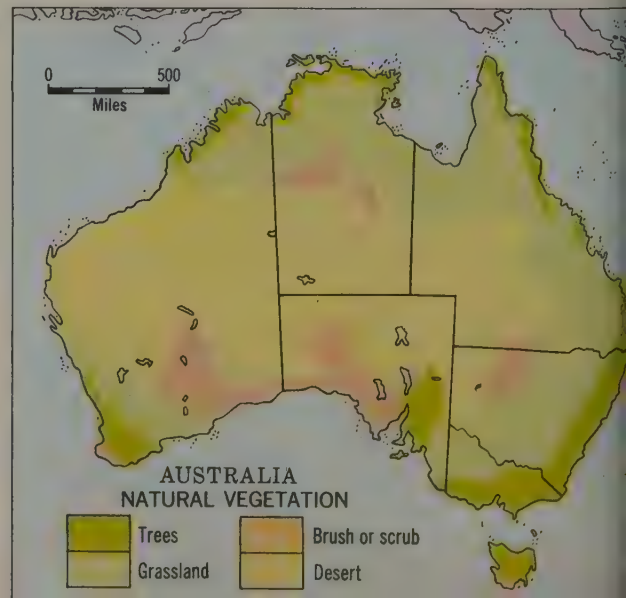 0 500
Miles
AUSTRALIA
NATURAL VEGETATION
Trees
Brush or scrub
Grassland
Desert